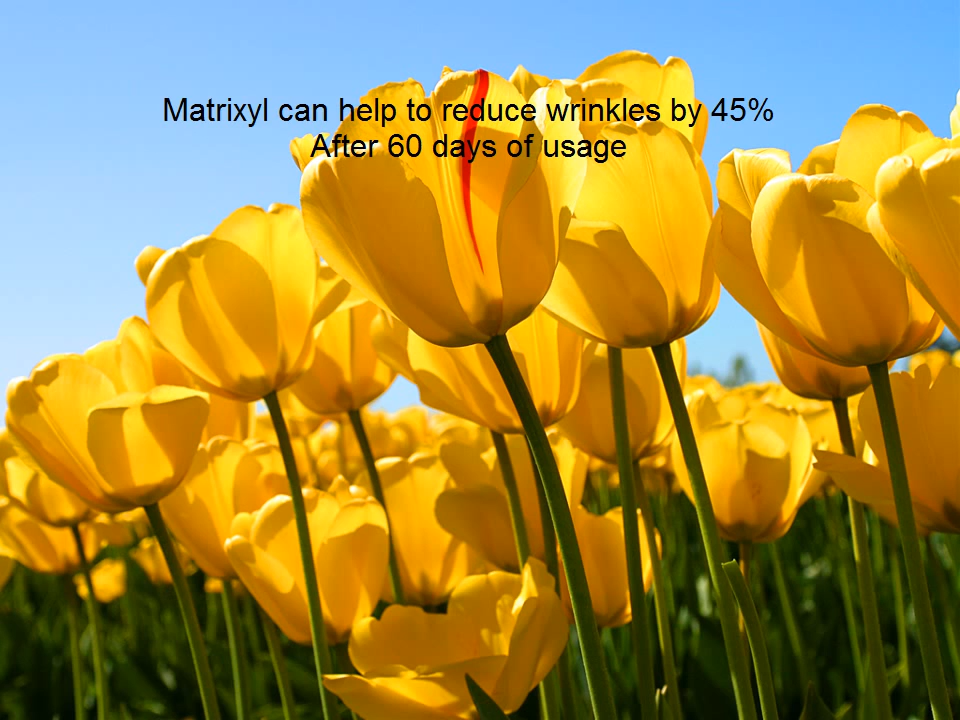 Matrixyl can help to reduce wrinkles by 45%
After 60 days of usage